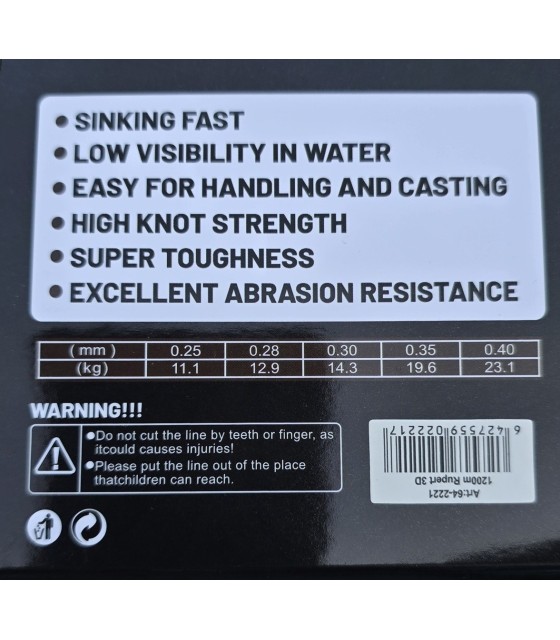 • SINKING FAST
• LOW VISIBILITY IN WATER
• EASY FOR HANDLING AND CASTING
• HIGH KNOT STRENGTH
• SUPER TOUGHNESS
• EXCELLENT ABRASION RESISTANCE
(mm) 0.25 0.28 0.30 0.35 0.40
(kg) 11.1 12.9 14.3 19.6 23.1
WARNING!!!
●Do not cut the line by teeth or finger, as
itcould causes injuries!
●Please put the line out of the place
thatchildren can reach.
Art:64-2221
1200m Rupert 3D
6 427559 022217